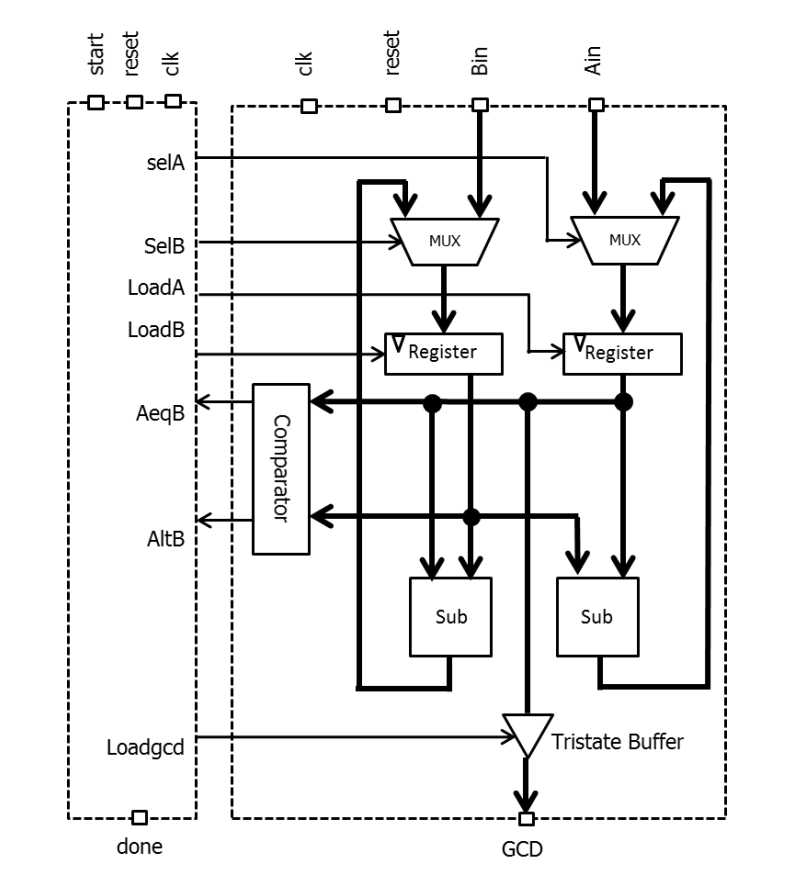 start
reset
clk
clk
reset
Bin
Ain
selA
SelB
MUX
MUX
LoadA
LoadB
Register
Register
AeqB
Comparator
AltB
Sub
Sub
Loadgcd
Tristate Buffer
done
GCD